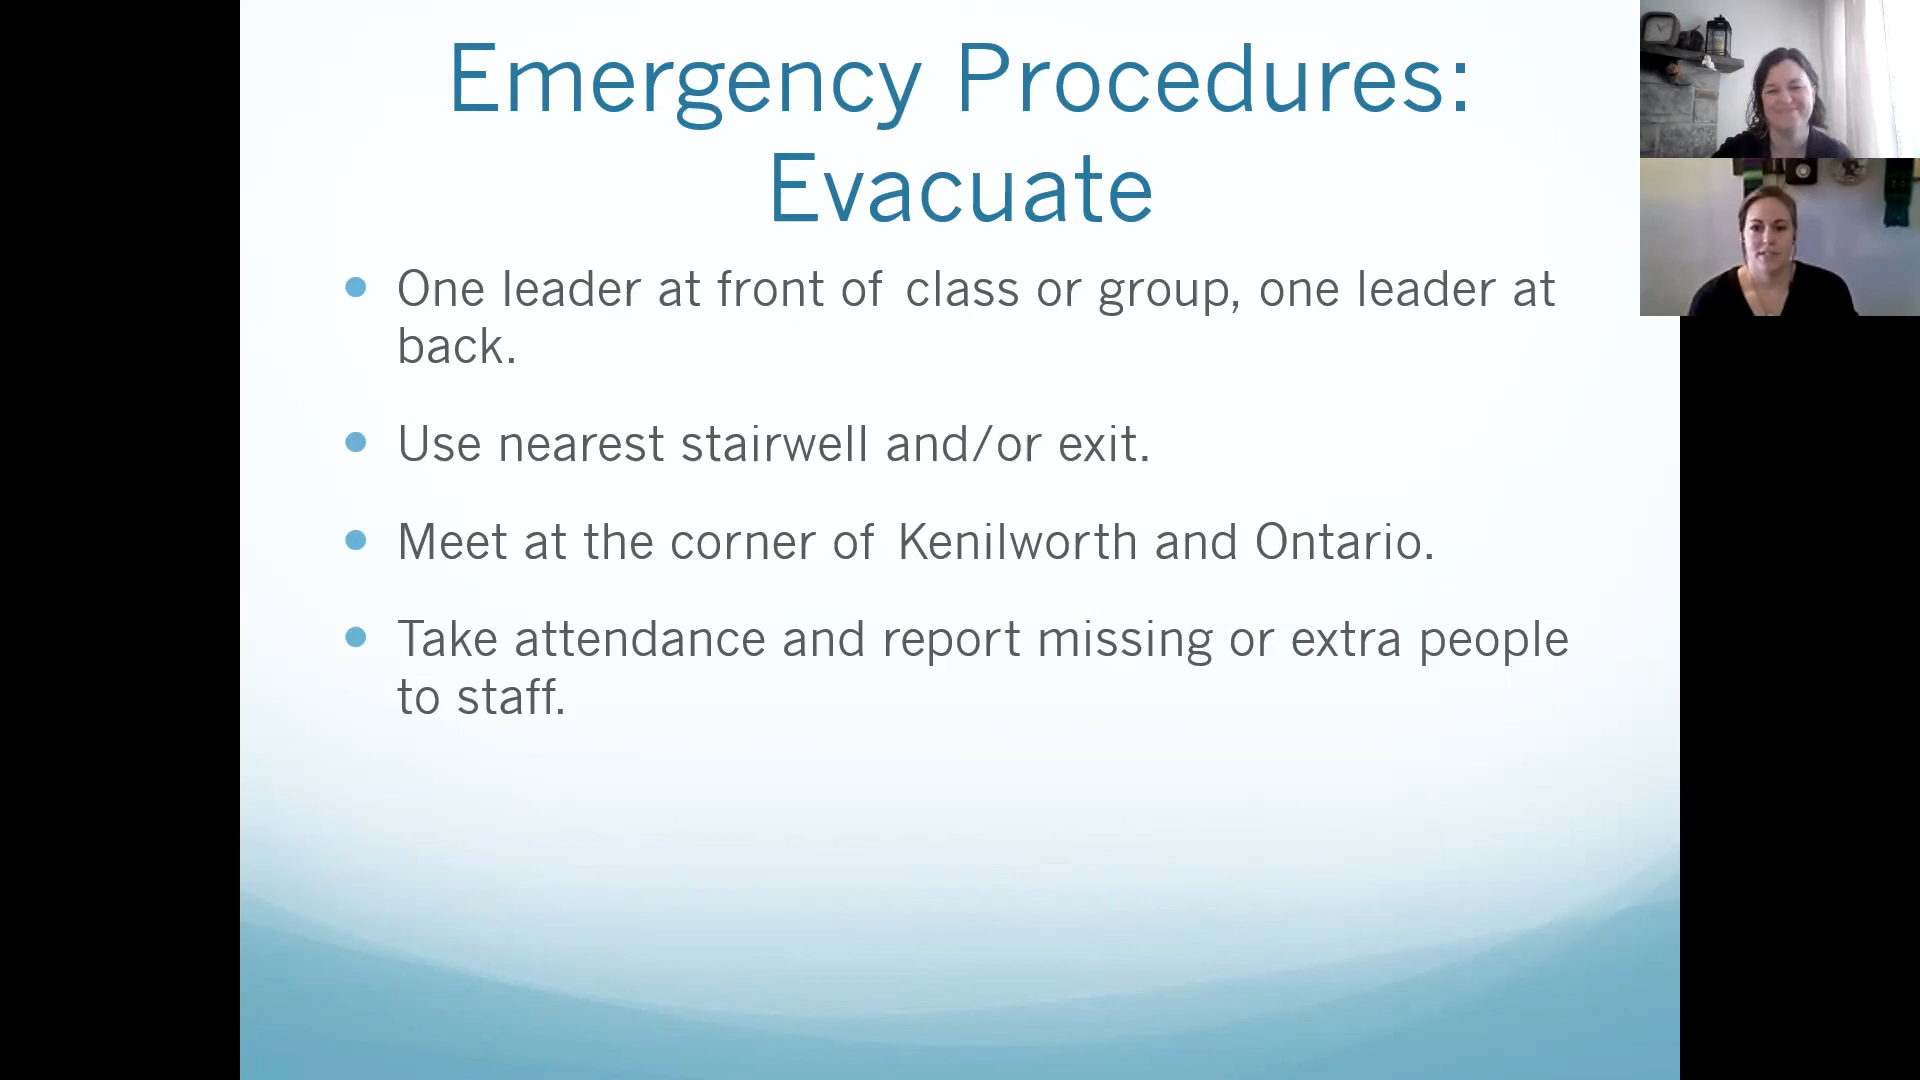 Emergency Procedures:
Evacuate
One leader at front of class or group, one leader at
back.
Use nearest stairwell and/or exit.
Meet at the corner of Kenilworth and Ontario.
Take attendance and report missing or extra people
to staff.